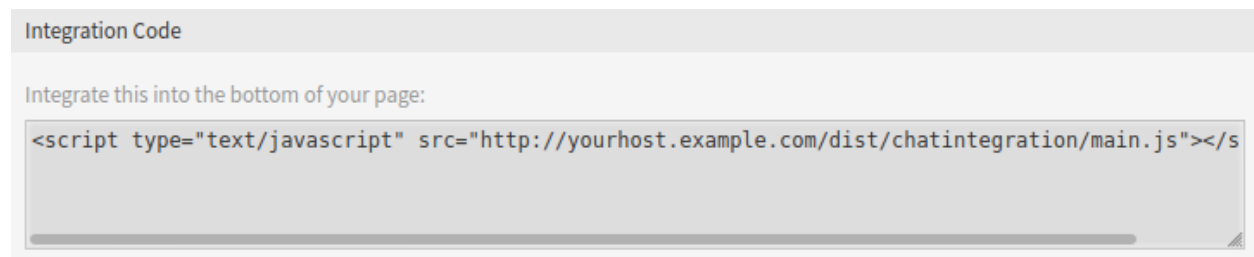 Integration Code
Integrate this into the bottom of your page:
<script type="text/javascript" src="http://yourhost.example.com/dist/chatintegration/main.js"></s